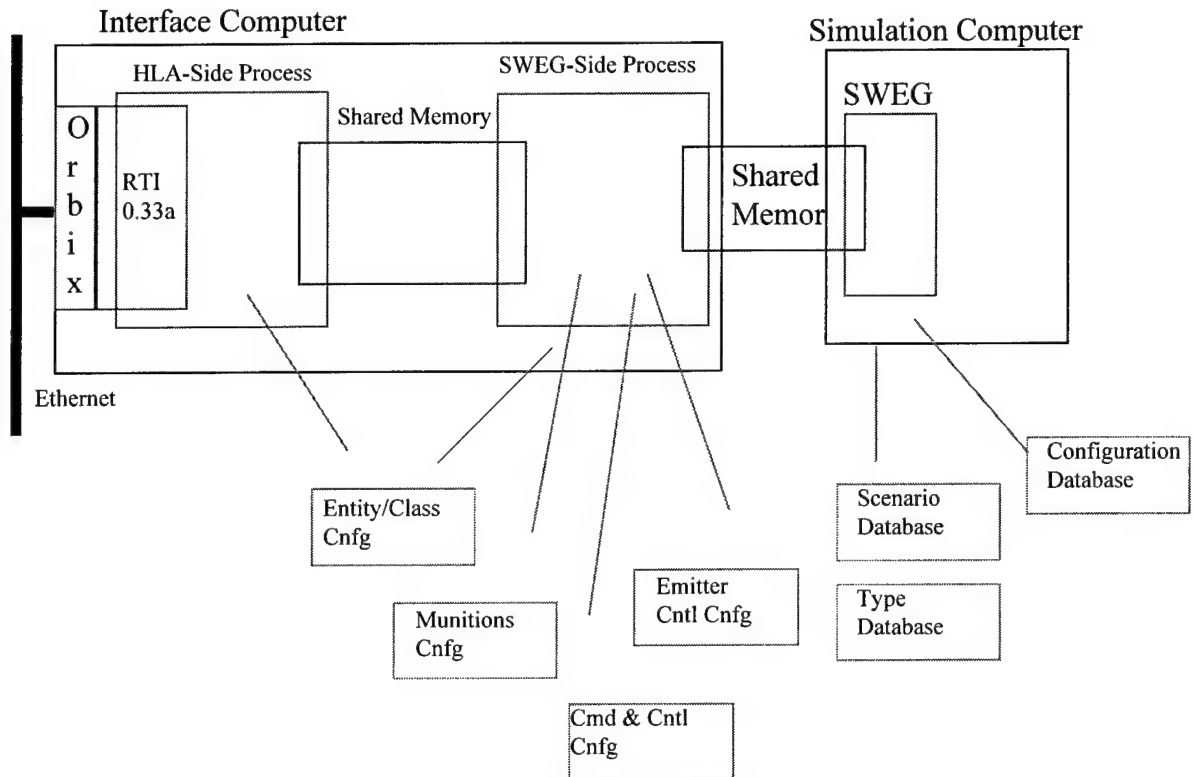 Interface Computer
Simulation Computer
HLA-Side Process
SWEG-Side Process
SWEG
Shared Memory
Orbix
RTI
0.33a
Shared
Memor
Ethernet
Entity/Class
Cnfg
Munitions
Cnfg
Cmd & Cntl
Cnfg
Emitter
Cntl Cnfg
Scenario
Database
Type
Database
Configuration
Database